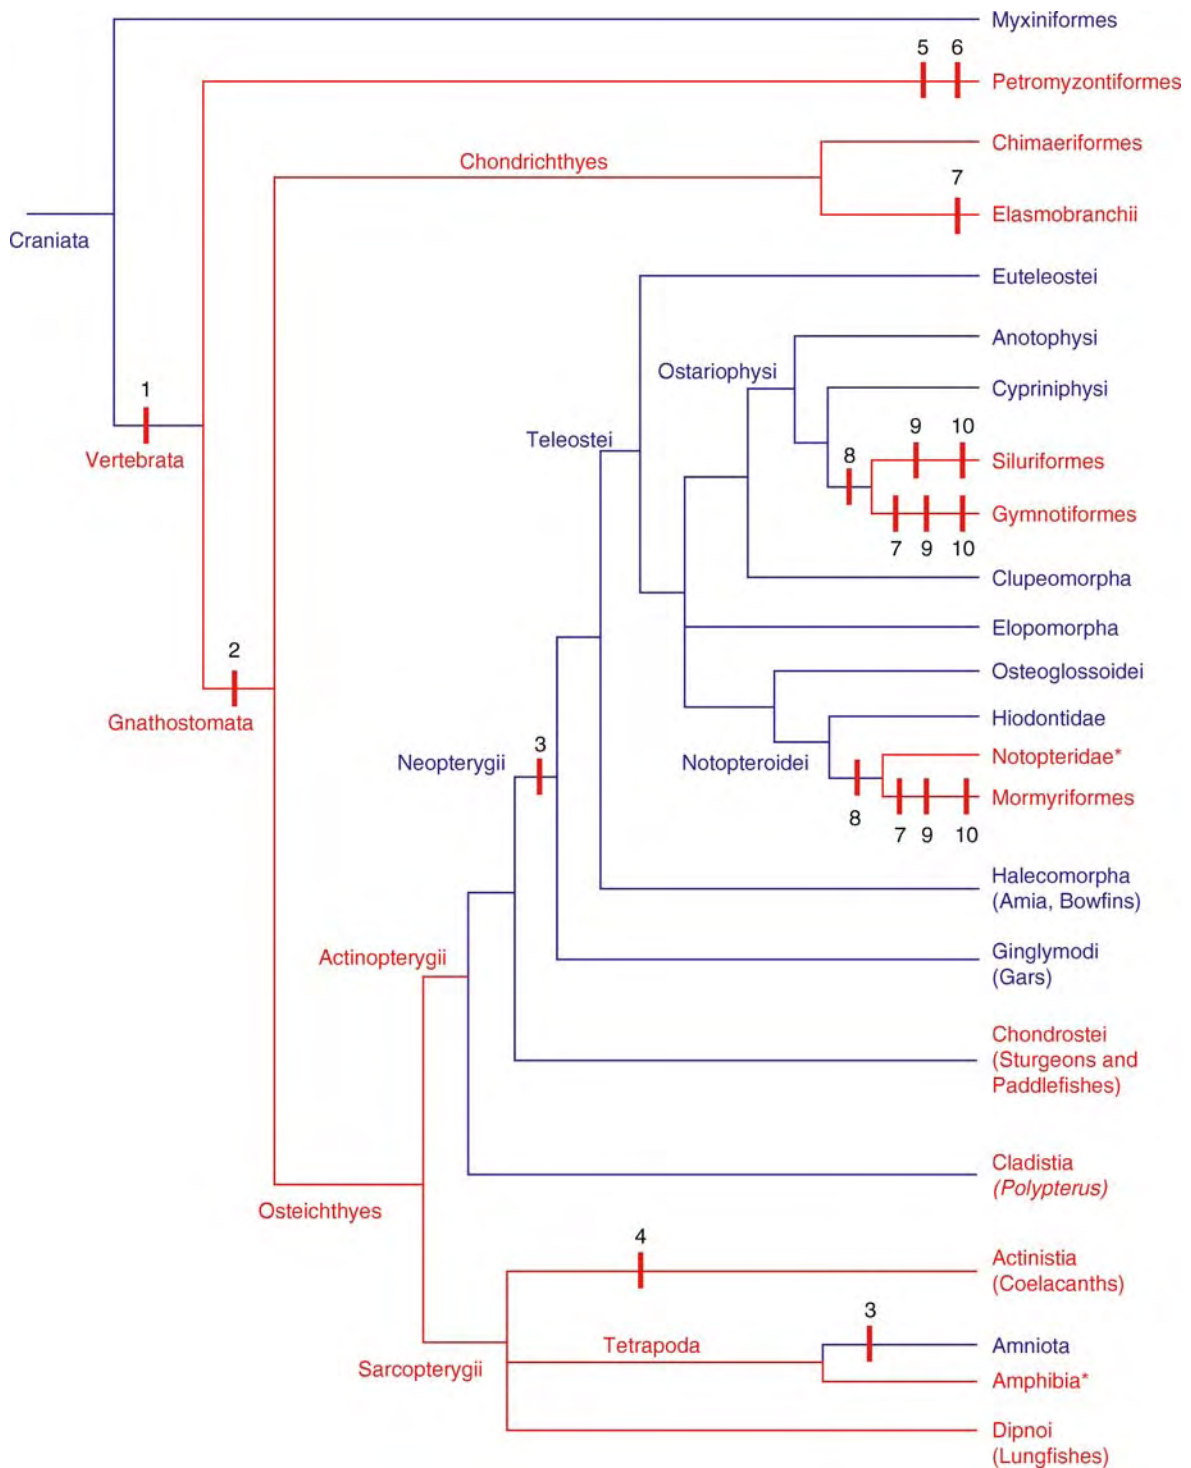 Myxiniformes
5 6
Petromyzontiformes
Chimaeriformes
Chondrichthyes
7
Elasmobranchii
Craniata
Euteleostei
Anotophysi
Ostariophysi
Cypriniphysi
1
Teleostei
9 10
8
Siluriformes
Vertebrata
Gymnotiformes
7 9 10
Clupeomorpha
Elopomorpha
2
Osteoglossoidei
Gnathostomata
Hiodontidae
3
Neopterygii
Notopteroidei
Notopteridae*
Mormyriformes
8
7 9 10
Halecomorpha
(Amia, Bowfins)
Actinopterygii
Ginglymodi
(Gars)
Chondrostei
(Sturgeons and
Paddlefishes)
Cladistia
(Polypterus)
Osteichthyes
4
Actinistia
(Coelacanths)
3
Tetrapoda
Amniota
Sarcopterygii
Amphibia*
Dipnoi
(Lungfishes)